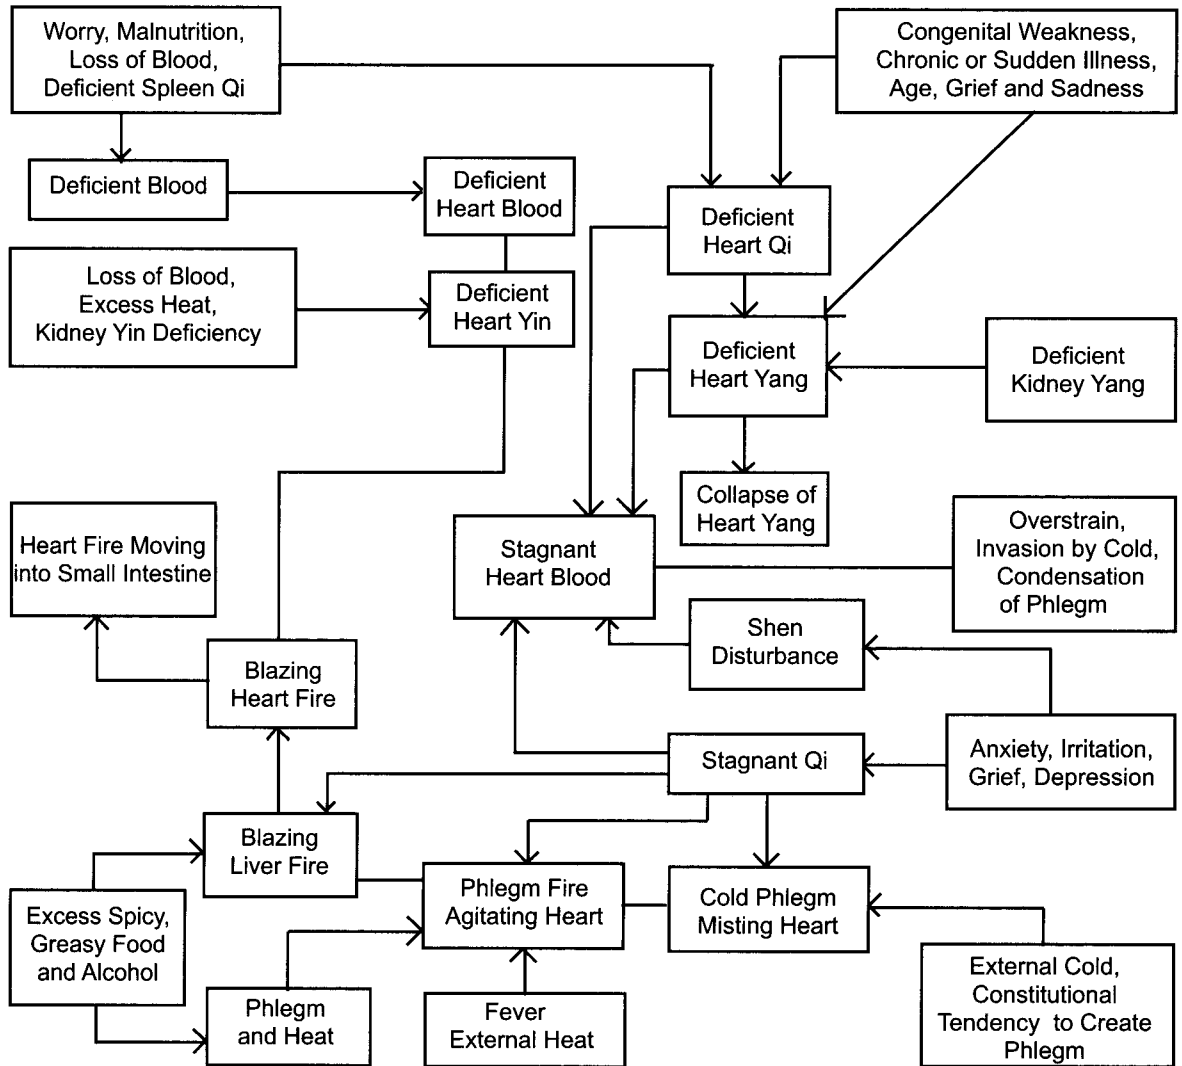 Worry, Malnutrition,
Loss of Blood,
Deficient Spleen Qi
Congenital Weakness,
Chronic or Sudden Illness,
Age, Grief and Sadness
Deficient Blood
Deficient
Heart Blood
Deficient
Heart Qi
Loss of Blood,
Excess Heat,
Kidney Yin Deficiency
Deficient
Heart Yin
Deficient
Heart Yang
Deficient
Kidney Yang
Collapse of
Heart Yang
Heart Fire Moving
into Small Intestine
Stagnant
Heart Blood
Overstrain,
Invasion by Cold,
Condensation
of Phlegm
Shen
Disturbance
Blazing
Heart Fire
Stagnant Qi
Anxiety, Irritation,
Grief, Depression
Blazing
Liver Fire
Phlegm Fire
Agitating Heart
Cold Phlegm
Misting Heart
Excess Spicy,
Greasy Food
and Alcohol
Phlegm
and Heat
Fever
External Heat
External Cold,
Constitutional
Tendency to Create
Phlegm